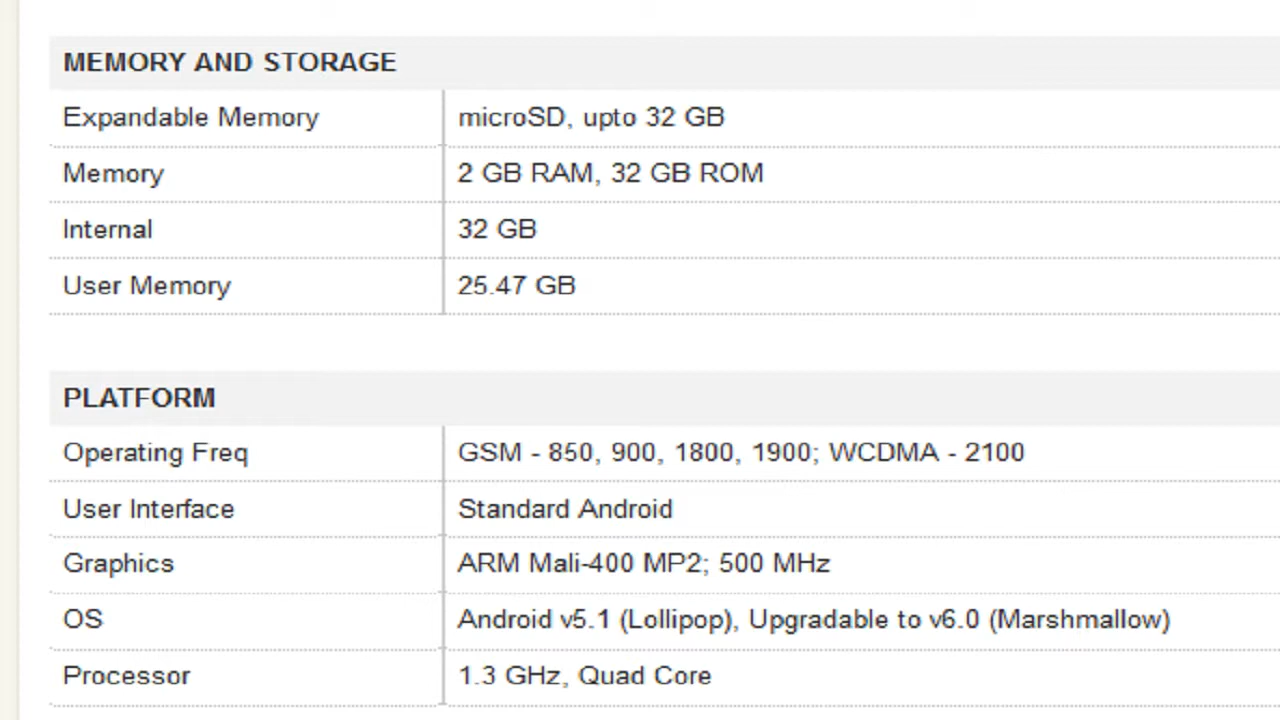 MEMORY AND STORAGE
Expandable Memory microSD, upto 32 GB
Memory 2 GB RAM, 32 GB ROM
Internal 32 GB
User Memory 25.47 GB
PLATFORM
Operating Freq GSM - 850, 900, 1800, 1900; WCDMA - 2100
User Interface Standard Android
Graphics ARM Mali-400 MP2; 500 MHz
OS Android v5.1 (Lollipop), Upgradable to v6.0 (Marshmallow)
Processor 1.3 GHz, Quad Core